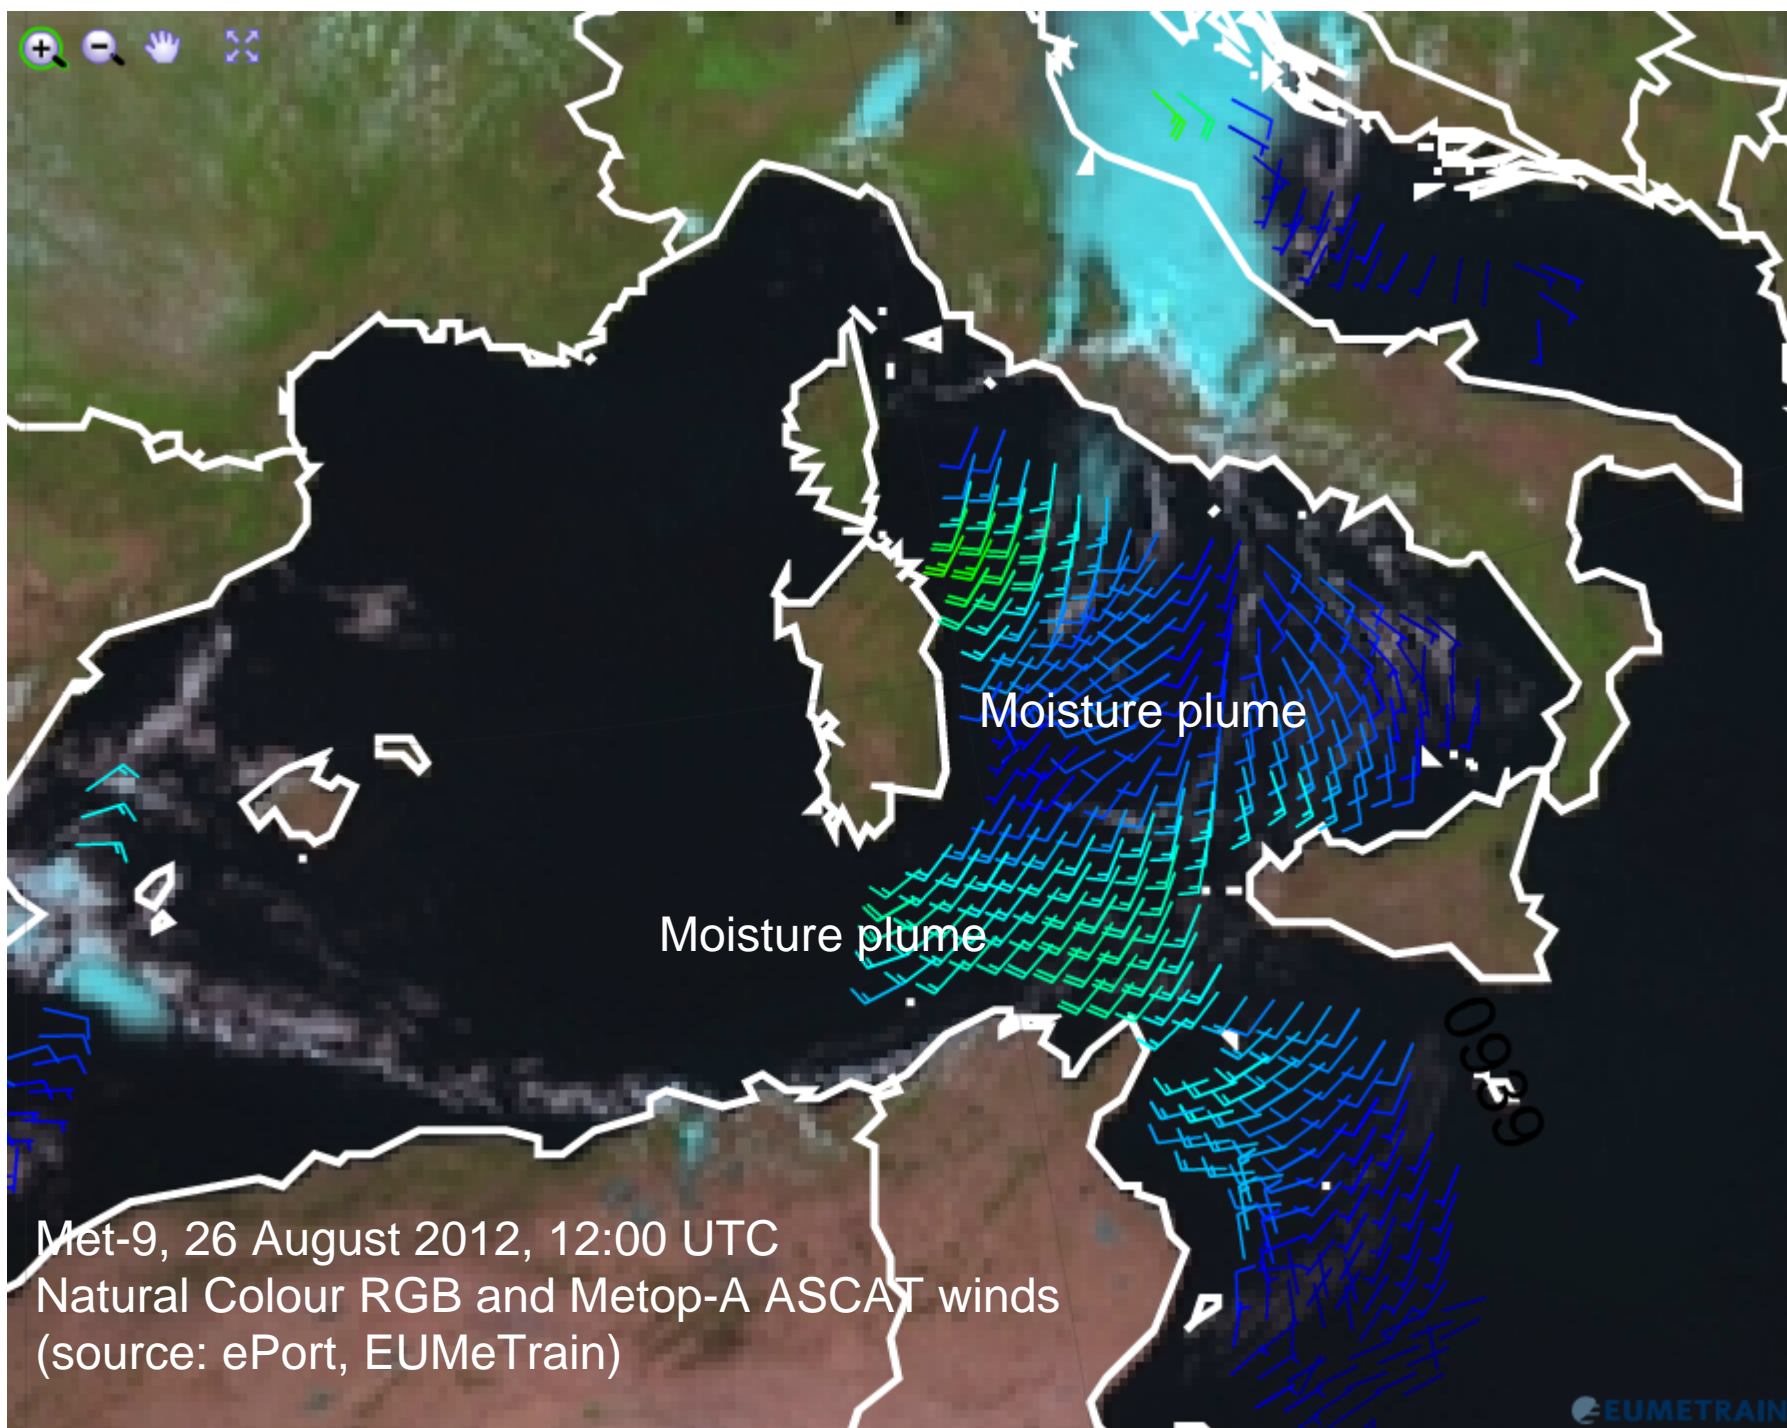 Moisture plume
Moisture plume
0939
Met-9, 26 August 2012, 12:00 UTC
Natural Colour RGB and Metop-A ASCAT winds
(source: ePort, EUMeTrain)
EUMETRAIN